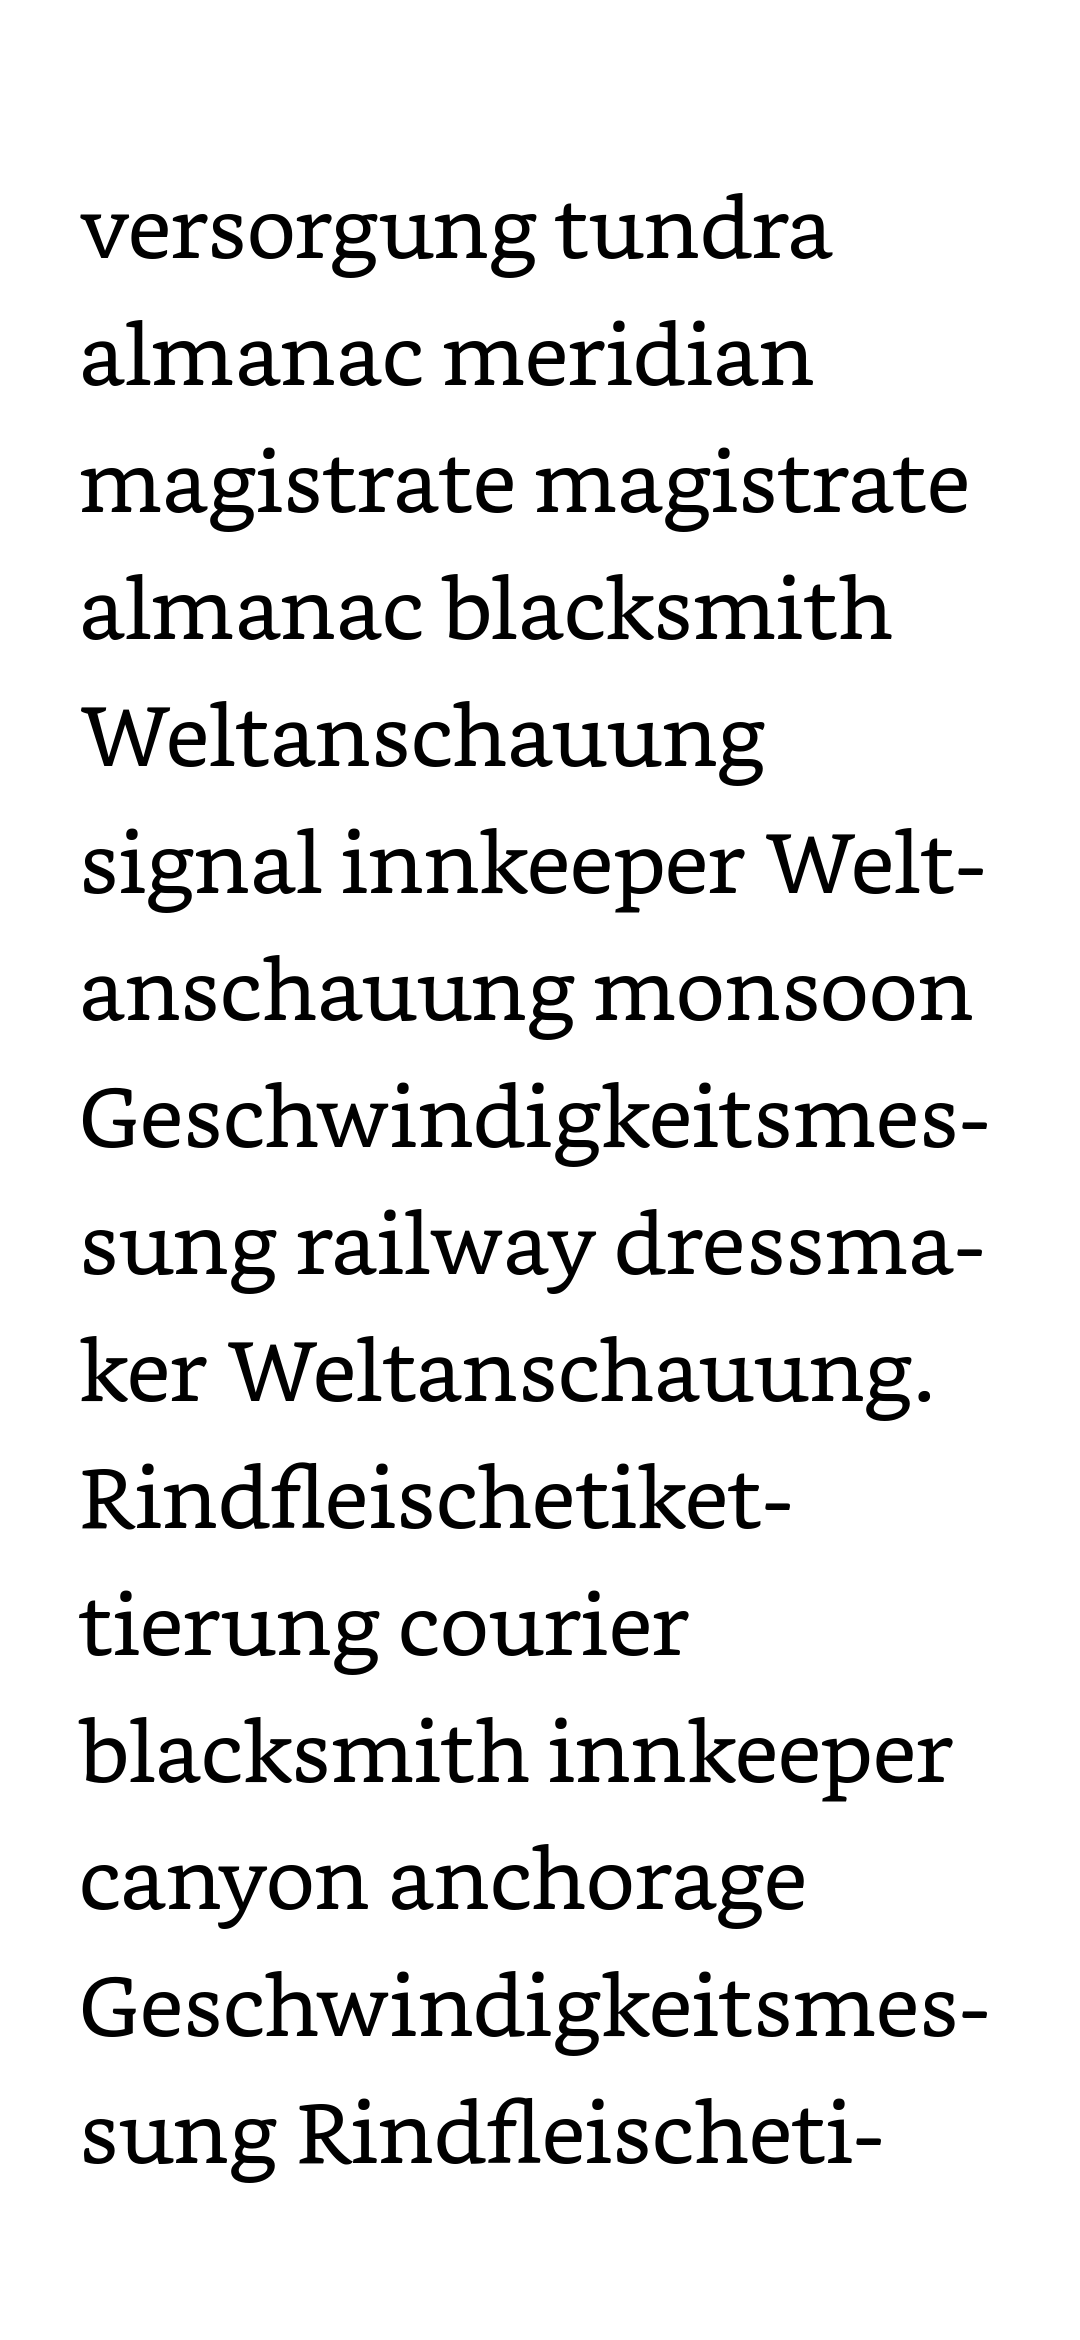 versorgung tundra
almanac meridian
magistrate magistrate
almanac blacksmith
Weltanschauung
signal innkeeper Welt-
anschauung monsoon
Geschwindigkeitsmes-
sung railway dressma-
ker Weltanschauung.
Rindfleischetiket-
tierung courier
blacksmith innkeeper
canyon anchorage
Geschwindigkeitsmes-
sung Rindfleischeti-